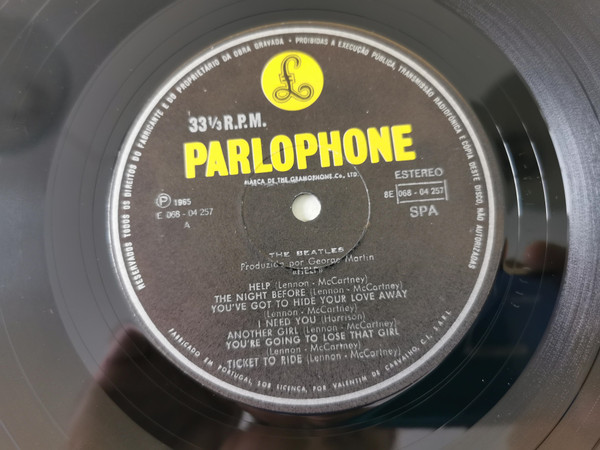 RESERVADOS TODOS OS DIREITOS DO FABRICANTE E DO PROPRIETÁRIO DA OBRA GRAVADA • PROIBIDAS A EXECUÇÃO PUBLICA, TRANSMISSÃO RADIOFÓNICA E CÓPIA DESTE DISCO, NÃO AUTORIZADAS
£
33 1/3 R.P.M.
PARLOPHONE
MARCA DE THE GRAMOPHONE Co., LTD.
ESTEREO
Ⓟ 1965
8E 068 - 04 257
E 068 - 04 257
A
SPA
THE BEATLES
Produzido por George Martin
HELP (Lennon - McCartney)
THE NIGHT BEFORE (Lennon - McCartney)
YOU'VE GOT TO HIDE YOUR LOVE AWAY
(Lennon - McCartney)
I NEED YOU (Harrison)
ANOTHER GIRL (Lennon - McCartney)
YOU'RE GOING TO LOSE THAT GIRL
(Lennon - McCartney)
TICKET TO RIDE (Lennon - McCartney)
FABRICADO EM PORTUGAL, SOB LICENÇA, POR VALENTIM DE CARVALHO, C.I. SARL